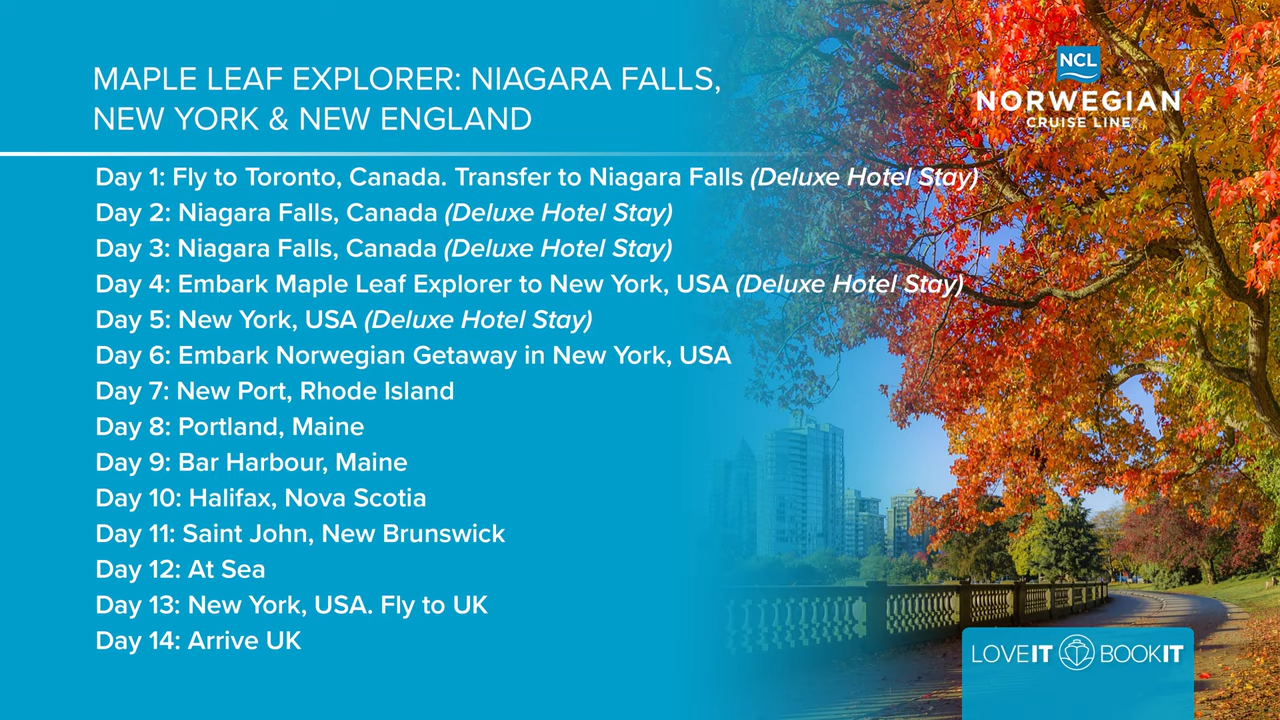 MAPLE LEAF EXPLORER: NIAGARA FALLS,
NEW YORK & NEW ENGLAND
NCL
NORWEGIAN
CRUISE LINE
Day 1: Fly to Toronto, Canada. Transfer to Niagara Falls (Deluxe Hotel Stay)
Day 2: Niagara Falls, Canada (Deluxe Hotel Stay)
Day 3: Niagara Falls, Canada (Deluxe Hotel Stay)
Day 4: Embark Maple Leaf Explorer to New York, USA (Deluxe Hotel Stay)
Day 5: New York, USA (Deluxe Hotel Stay)
Day 6: Embark Norwegian Getaway in New York, USA
Day 7: New Port, Rhode Island
Day 8: Portland, Maine
Day 9: Bar Harbour, Maine
Day 10: Halifax, Nova Scotia
Day 11: Saint John, New Brunswick
Day 12: At Sea
Day 13: New York, USA. Fly to UK
Day 14: Arrive UK
LOVEIT BOOKIT